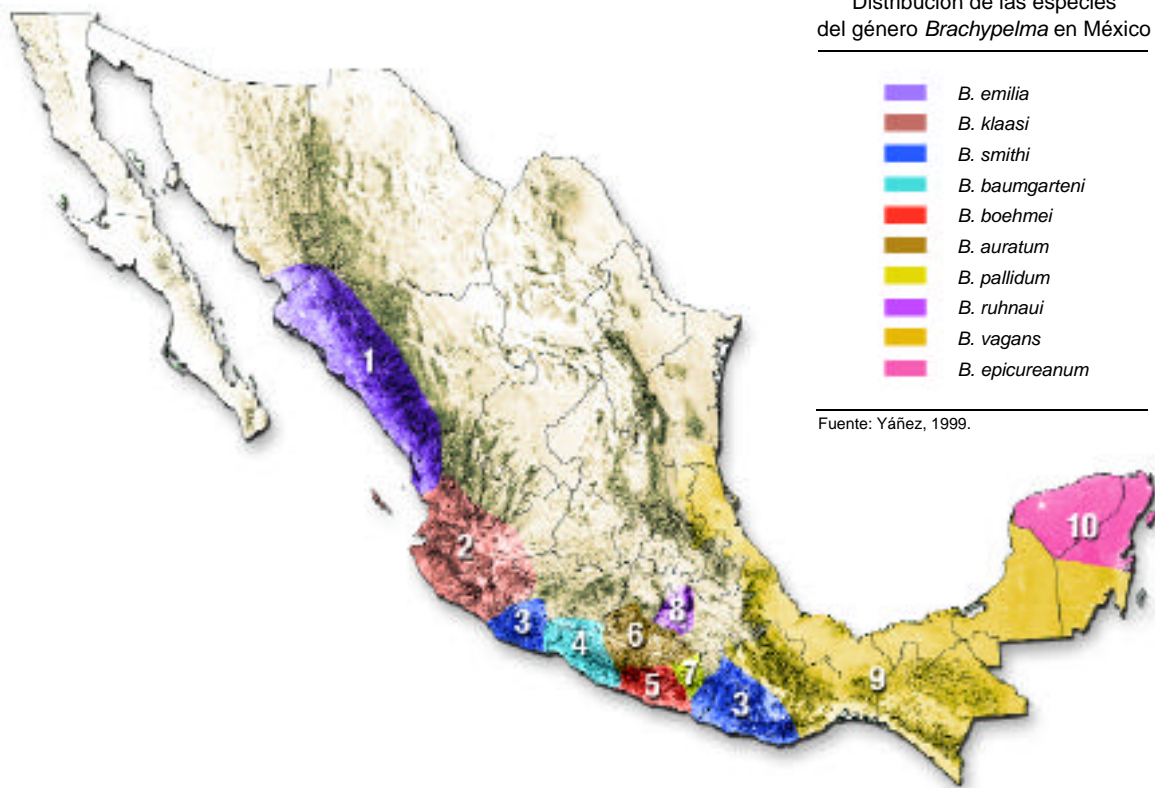 Distribución de las especies
del género Brachypelma en México
B. emilia
B. klaasi
B. smithi
B. baumgarteni
B. boehmei
B. auratum
B. pallidum
B. ruhnaui
B. vagans
B. epicureanum
Fuente: Yáñez, 1999.
1
2
3
4
5
6
7
8
3
9
10